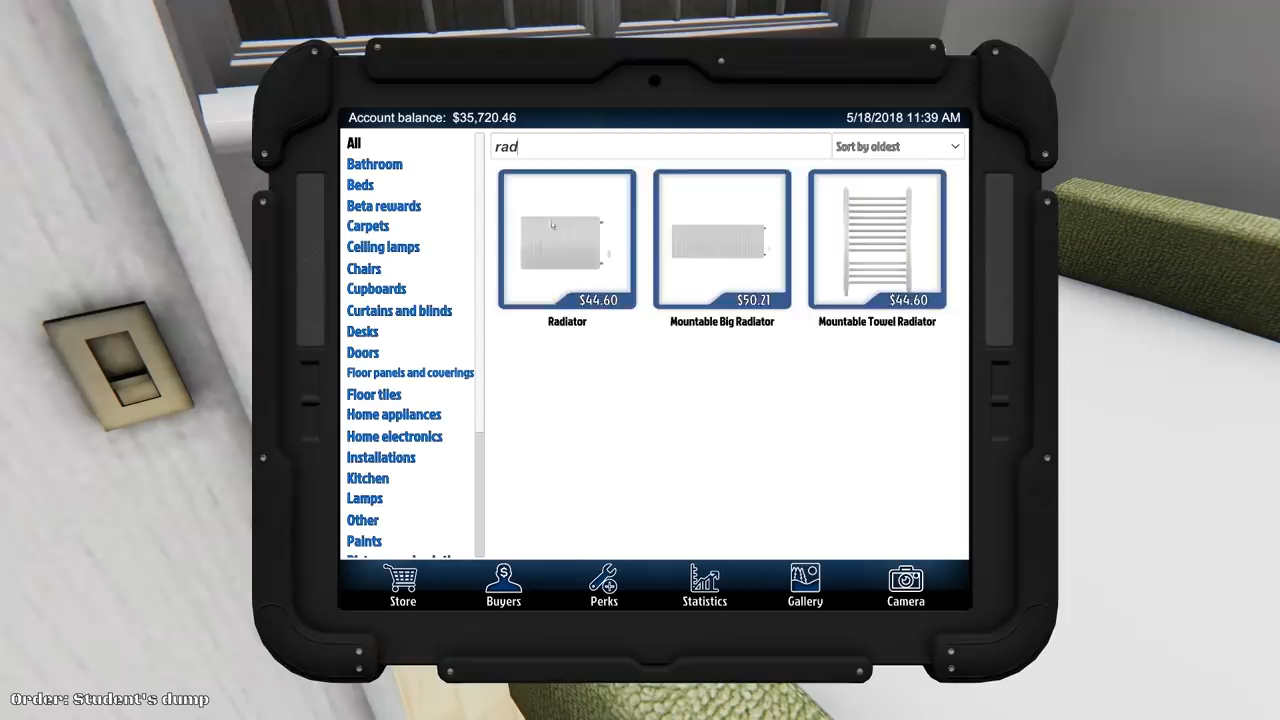 Account balance: $35,720.46
5/18/2018 11:39 AM
rad
Sort by oldest
All
Bathroom
Beds
Beta rewards
Carpets
Ceiling lamps
Chairs
Cupboards
Curtains and blinds
Desks
Doors
Floor panels and coverings
Floor tiles
Home appliances
Home electronics
Installations
Kitchen
Lamps
Other
Paints
$44.60
Radiator
$50.21
Mountable Big Radiator
$44.60
Mountable Towel Radiator
Store
Buyers
Perks
Statistics
Gallery
Camera
Order: Student's dump